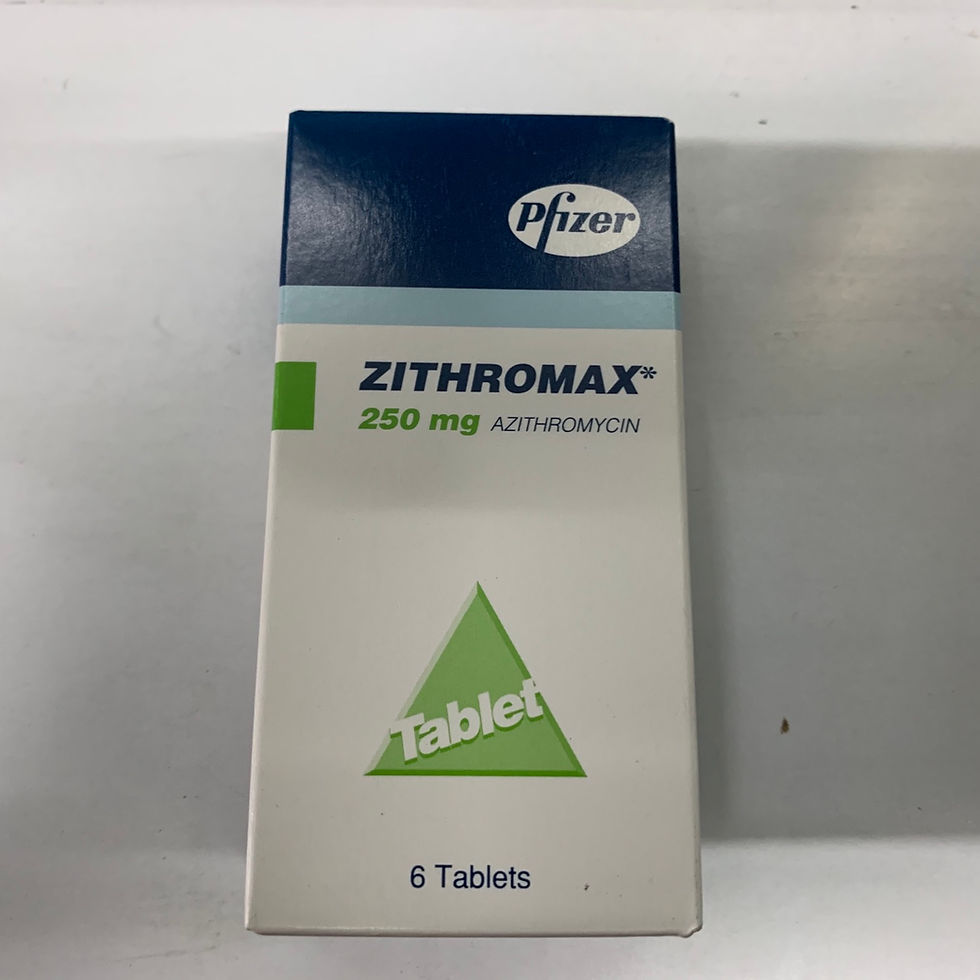 Pfizer
ZITHROMAX*
250 mg AZITHROMYCIN
Tablet
6 Tablets